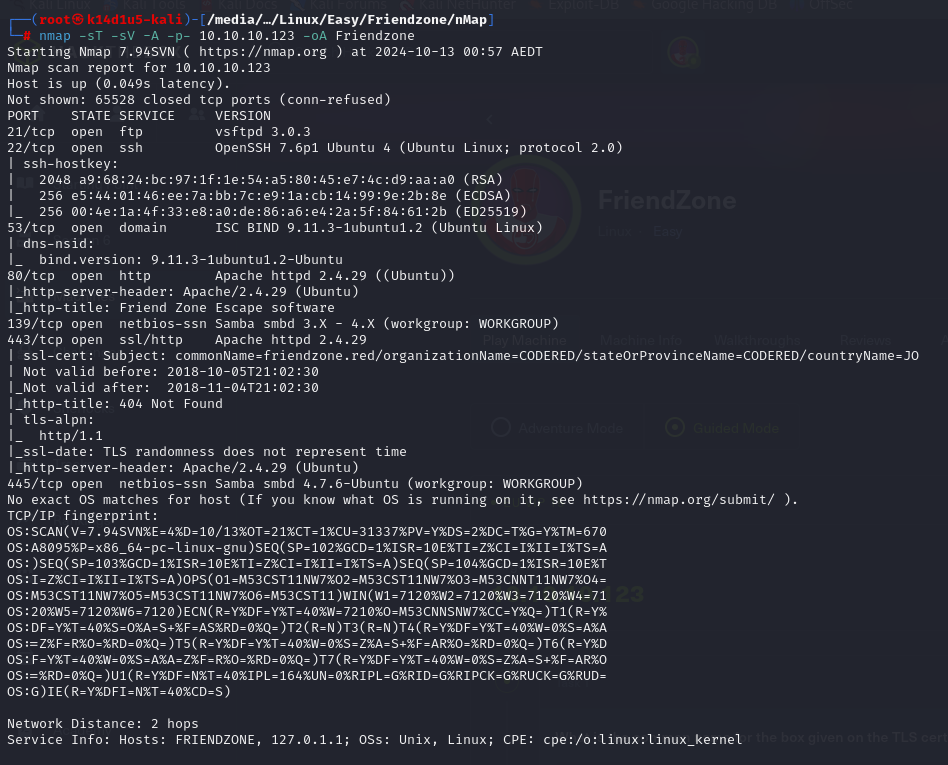 Kali Linux Kali Tools Kali Docs Kali Forums Kali NetHunter Exploit-DB Google Hacking DB OffSec
┌──(root㉿k14d1u5-kali)-[/media/…/Linux/Easy/Friendzone/nMap]
└─# nmap -sT -sV -A -p- 10.10.10.123 -oA Friendzone
Starting Nmap 7.94SVN ( https://nmap.org ) at 2024-10-13 00:57 AEDT
Nmap scan report for 10.10.10.123
Host is up (0.049s latency).
Not shown: 65528 closed tcp ports (conn-refused)
PORT    STATE SERVICE     VERSION
21/tcp  open  ftp         vsftpd 3.0.3
22/tcp  open  ssh         OpenSSH 7.6p1 Ubuntu 4 (Ubuntu Linux; protocol 2.0)
| ssh-hostkey:
|   2048 a9:68:24:bc:97:1f:1e:54:a5:80:45:e7:4c:d9:aa:a0 (RSA)
|   256 e5:44:01:46:ee:7a:bb:7c:e9:1a:cb:14:99:9e:2b:8e (ECDSA)
|_  256 00:4e:1a:4f:33:e8:a0:de:86:a6:e4:2a:5f:84:61:2b (ED25519)
FriendZone
Linux Easy
53/tcp  open  domain      ISC BIND 9.11.3-1ubuntu1.2 (Ubuntu Linux)
| dns-nsid:
|_  bind.version: 9.11.3-1ubuntu1.2-Ubuntu
80/tcp  open  http        Apache httpd 2.4.29 ((Ubuntu))
|_http-server-header: Apache/2.4.29 (Ubuntu)
|_http-title: Friend Zone Escape software
139/tcp open  netbios-ssn Samba smbd 3.X - 4.X (workgroup: WORKGROUP)
443/tcp open  ssl/http    Apache httpd 2.4.29
Play Machine Machine Info Walkthroughs Reviews
| ssl-cert: Subject: commonName=friendzone.red/organizationName=CODERED/stateOrProvinceName=CODERED/countryName=JO
| Not valid before: 2018-10-05T21:02:30
|_Not valid after:  2018-11-04T21:02:30
|_http-title: 404 Not Found
| tls-alpn:
|_  http/1.1
Adventure Mode Guided Mode
|_ssl-date: TLS randomness does not represent time
|_http-server-header: Apache/2.4.29 (Ubuntu)
445/tcp open  netbios-ssn Samba smbd 4.7.6-Ubuntu (workgroup: WORKGROUP)
No exact OS matches for host (If you know what OS is running on it, see https://nmap.org/submit/ ).
TCP/IP fingerprint:
OS:SCAN(V=7.94SVN%E=4%D=10/13%OT=21%CT=1%CU=31337%PV=Y%DS=2%DC=T%G=Y%TM=670
OS:A8095%P=x86_64-pc-linux-gnu)SEQ(SP=102%GCD=1%ISR=10E%TI=Z%CI=I%II=I%TS=A
OS:)SEQ(SP=103%GCD=1%ISR=10E%TI=Z%CI=I%II=I%TS=A)SEQ(SP=104%GCD=1%ISR=10E%T
OS:I=Z%CI=I%II=I%TS=A)OPS(O1=M53CST11NW7%O2=M53CST11NW7%O3=M53CNNT11NW7%O4=
OS:M53CST11NW7%O5=M53CST11NW7%O6=M53CST11)WIN(W1=7120%W2=7120%W3=7120%W4=71
OS:20%W5=7120%W6=7120)ECN(R=Y%DF=Y%T=40%W=7210%O=M53CNNSNW7%CC=Y%Q=)T1(R=Y%
OS:DF=Y%T=40%S=O%A=S+%F=AS%RD=0%Q=)T2(R=N)T3(R=N)T4(R=Y%DF=Y%T=40%W=0%S=A%A
OS:=Z%F=R%O=%RD=0%Q=)T5(R=Y%DF=Y%T=40%W=0%S=Z%A=S+%F=AR%O=%RD=0%Q=)T6(R=Y%D
OS:F=Y%T=40%W=0%S=A%A=Z%F=R%O=%RD=0%Q=)T7(R=Y%DF=Y%T=40%W=0%S=Z%A=S+%F=AR%O
OS:=%RD=0%Q=)U1(R=Y%DF=N%T=40%IPL=164%UN=0%RIPL=G%RID=G%RIPCK=G%RUCK=G%RUD=
OS:G)IE(R=Y%DFI=N%T=40%CD=S)
Network Distance: 2 hops
Service Info: Hosts: FRIENDZONE, 127.0.1.1; OSs: Unix, Linux; CPE: cpe:/o:linux:linux_kernel
for the box given on the TLS cert